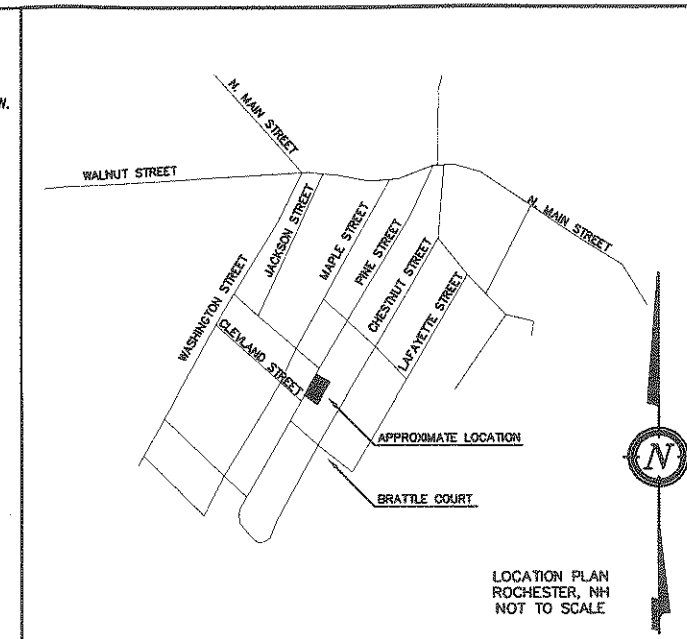 W.
N. MAIN STREET
WALNUT STREET
JACKSON STREET
MAPLE STREET
PINE STREET
N. MAIN STREET
CHESTNUT STREET
WASHINGTON STREET
LAFAYETTE STREET
CLEVLAND STREET
APPROXIMATE LOCATION
N
BRATTLE COURT
LOCATION PLAN
ROCHESTER, NH
NOT TO SCALE